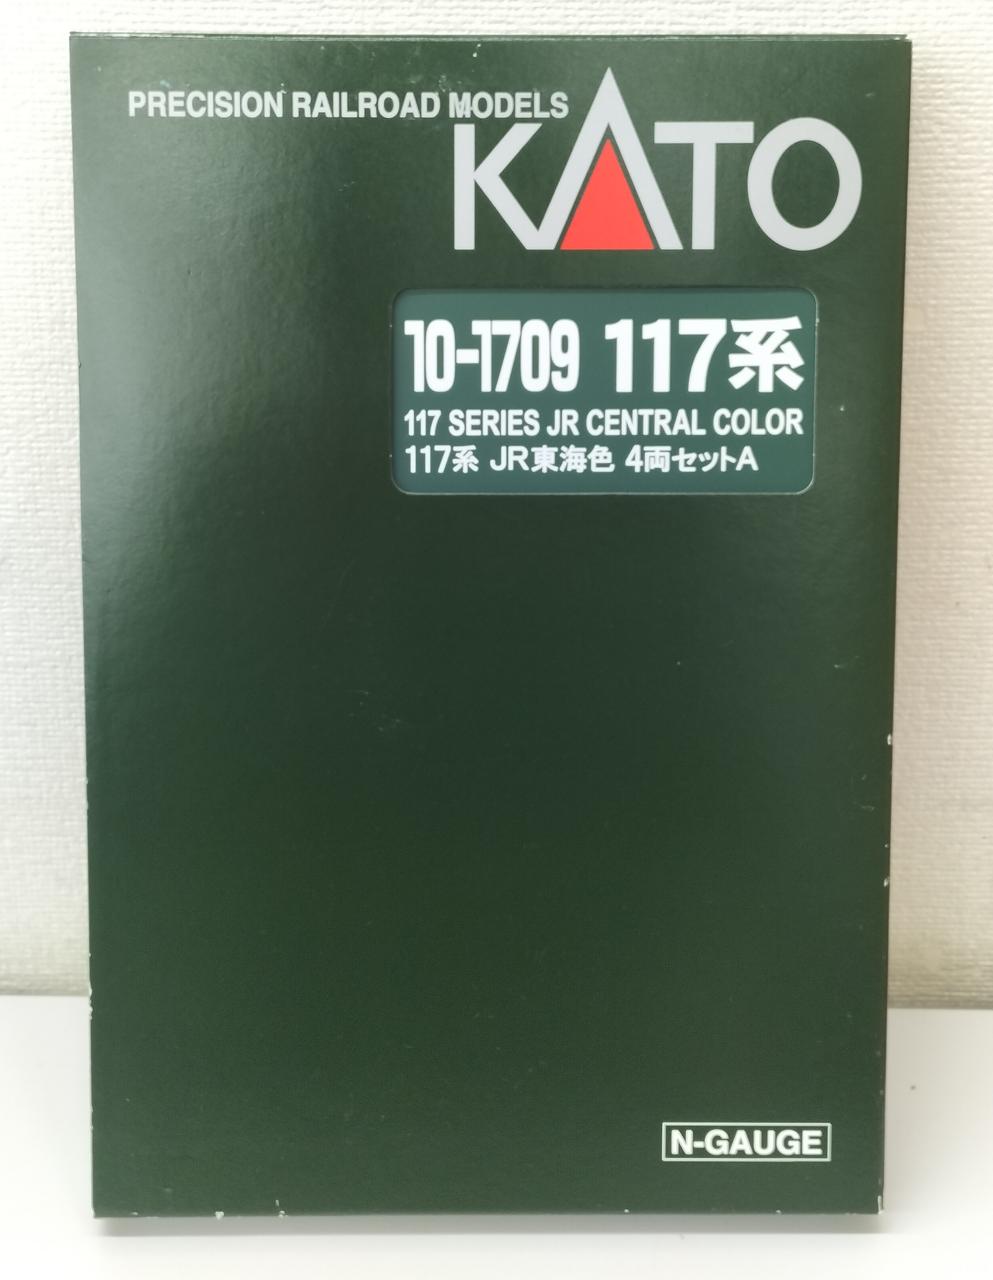 PRECISION RAILROAD MODELS
KATO
10-1709 117系
117 SERIES JR CENTRAL COLOR
117系 JR東海色 4両セットA
N-GAUGE